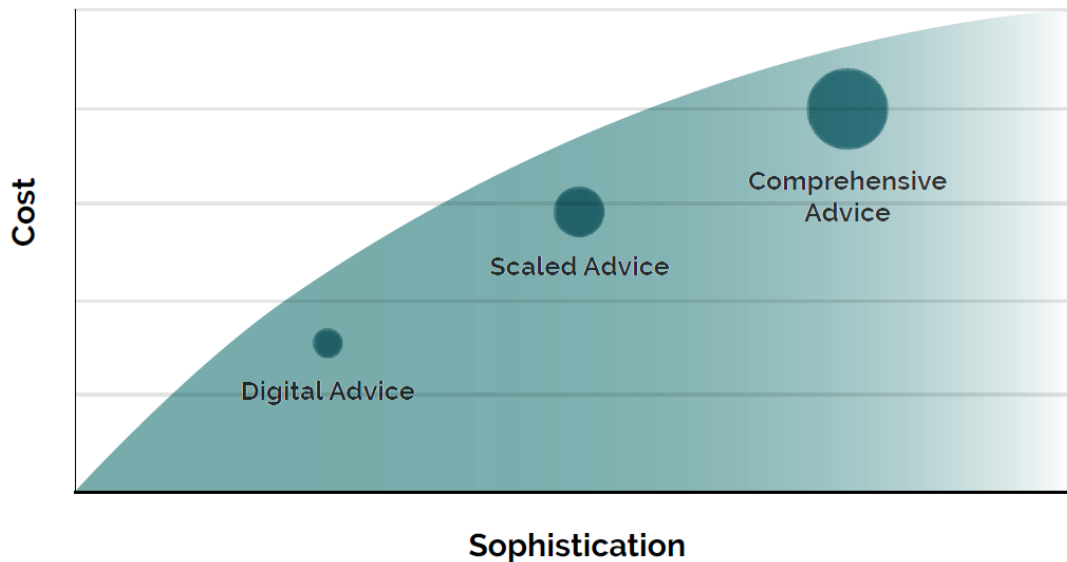 Cost
Comprehensive
Advice
Scaled Advice
Digital Advice
Sophistication